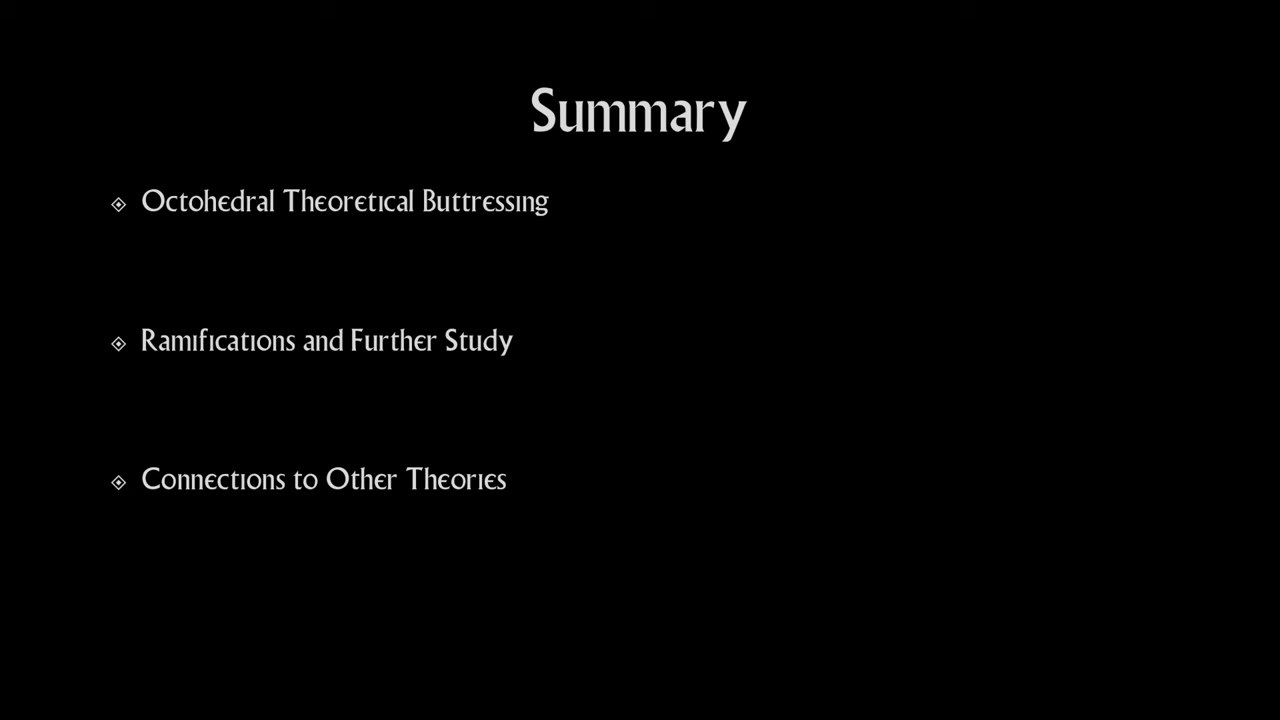 Summary
Octohedral Theoretical Buttressing
Ramifications and Further Study
Connections to Other Theories